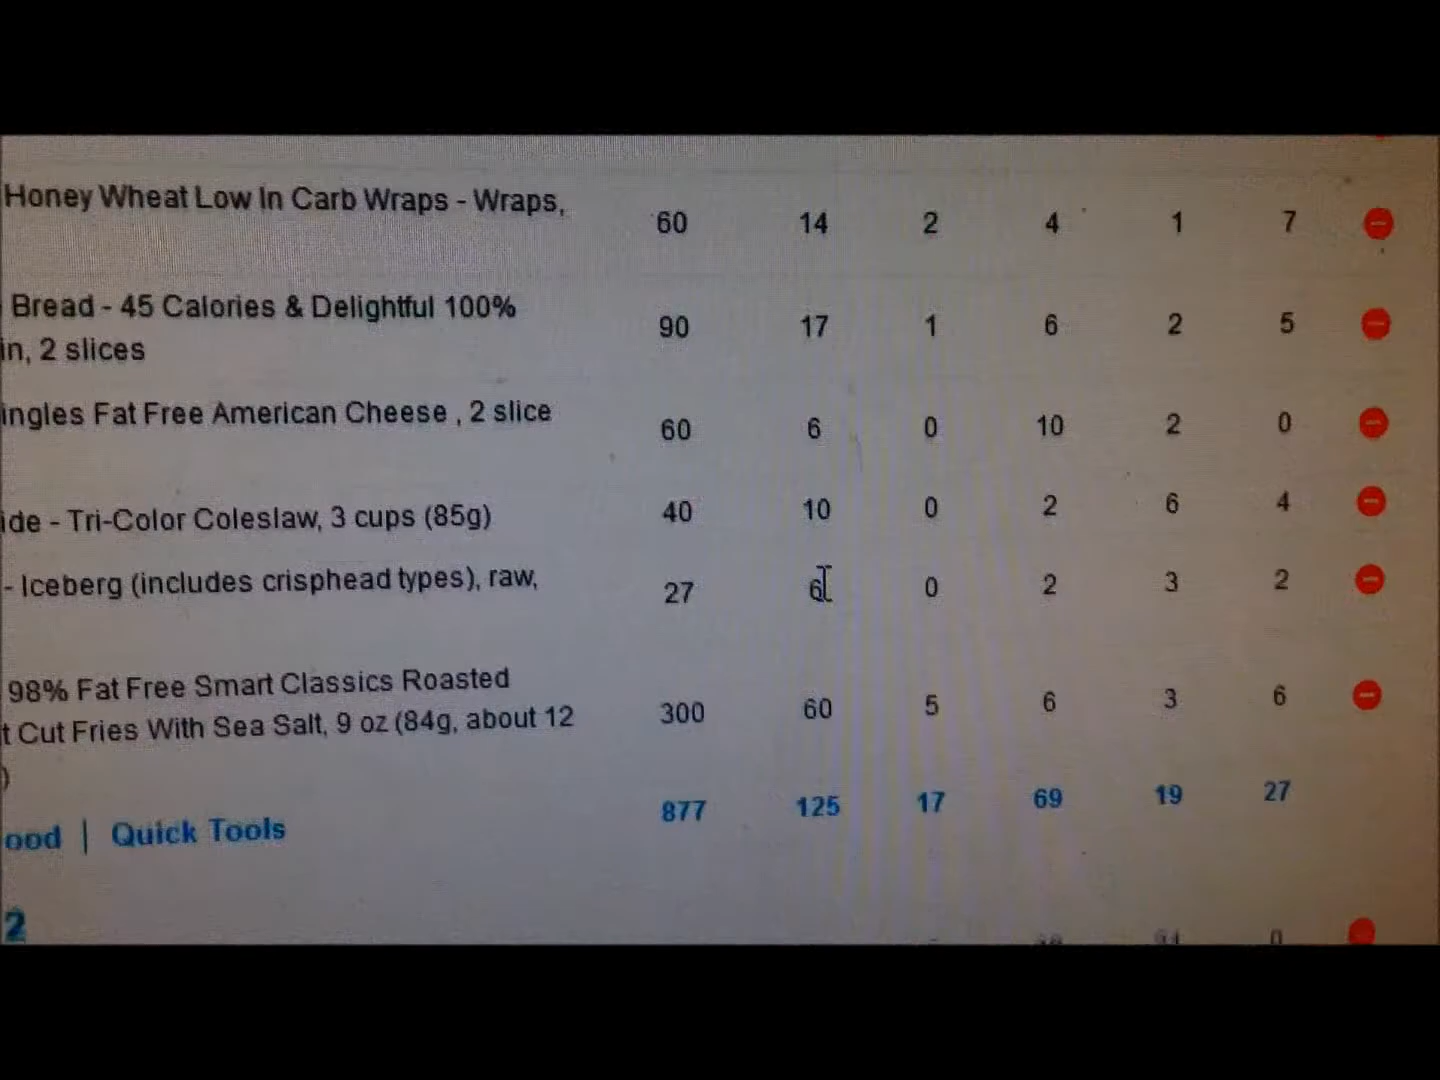 Honey Wheat Low In Carb Wraps - Wraps,
60 14 2 4 1 7
Bread - 45 Calories & Delightful 100%
in, 2 slices
90 17 1 6 2 5
ingles Fat Free American Cheese , 2 slice
60 6 0 10 2 0
ide - Tri-Color Coleslaw, 3 cups (85g)
40 10 0 2 6 4
- Iceberg (includes crisphead types), raw,
27 6 0 2 3 2
98% Fat Free Smart Classics Roasted
t Cut Fries With Sea Salt, 9 oz (84g, about 12
)
300 60 5 6 3 6
877 125 17 69 19 27
ood | Quick Tools
2